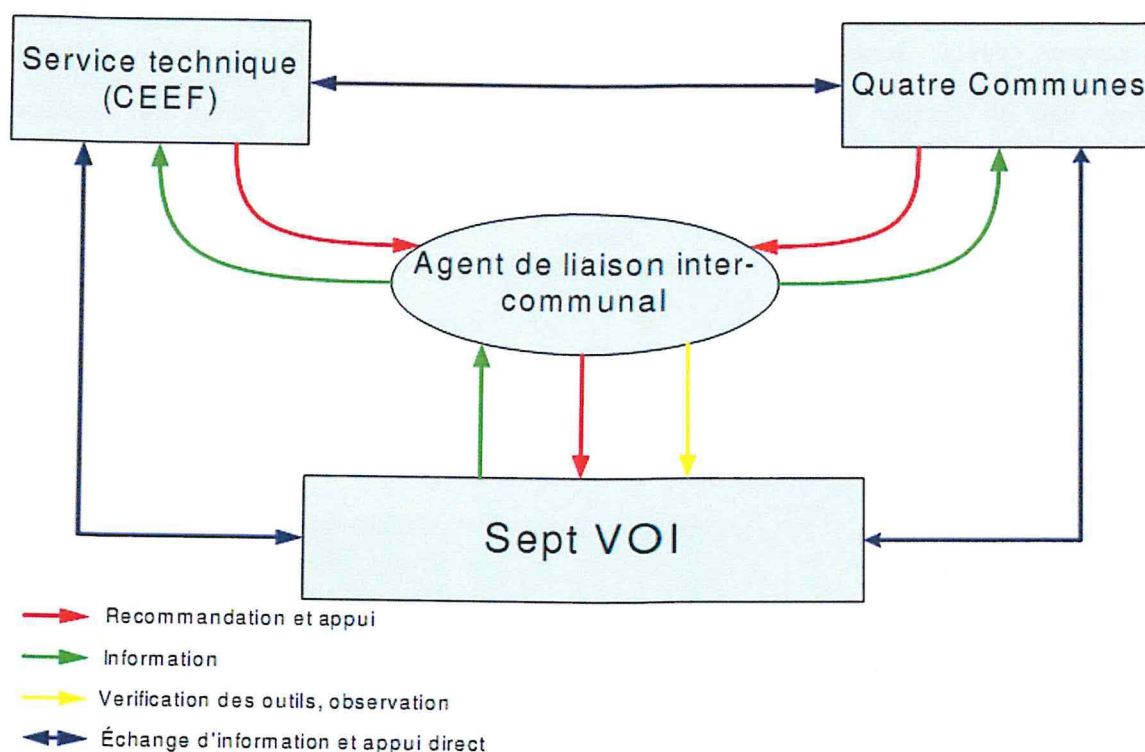 Service technique
(CEEF)
Quatre Communes
Agent de liaison inter-
communal
Sept VOI
Recommandation et appui
Information
Verification des outils, observation
Échange d'information et appui direct